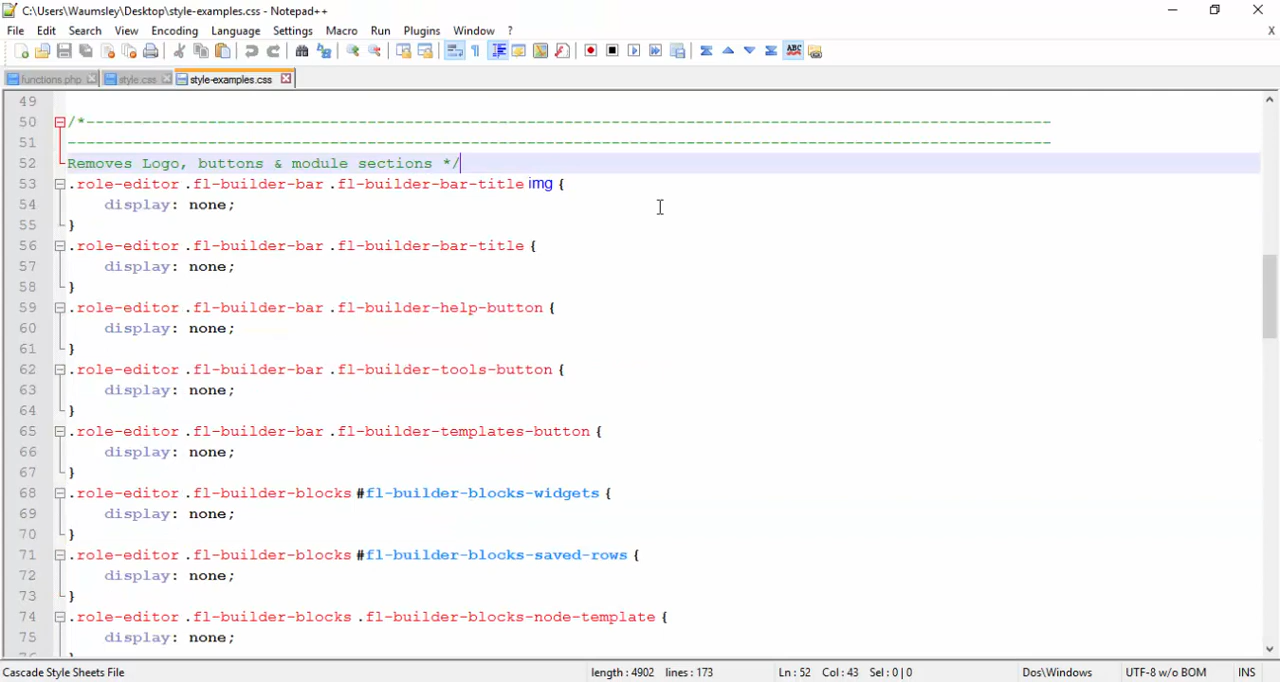 C:\Users\Waumsley\Desktop\style-examples.css - Notepad++
File Edit Search View Encoding Language Settings Macro Run Plugins Window ? X
functions.php style.css style-examples.css
49
50 /*---------------------------------------------------------------------------------------------------------
51 ---------------------------------------------------------------------------------------------------------
52 Removes Logo, buttons & module sections */
53 .role-editor .fl-builder-bar .fl-builder-bar-title img {
54 display: none;
55 }
56 .role-editor .fl-builder-bar .fl-builder-bar-title {
57 display: none;
58 }
59 .role-editor .fl-builder-bar .fl-builder-help-button {
60 display: none;
61 }
62 .role-editor .fl-builder-bar .fl-builder-tools-button {
63 display: none;
64 }
65 .role-editor .fl-builder-bar .fl-builder-templates-button {
66 display: none;
67 }
68 .role-editor .fl-builder-blocks #fl-builder-blocks-widgets {
69 display: none;
70 }
71 .role-editor .fl-builder-blocks #fl-builder-blocks-saved-rows {
72 display: none;
73 }
74 .role-editor .fl-builder-blocks .fl-builder-blocks-node-template {
75 display: none;
Cascade Style Sheets File length : 4902 lines : 173 Ln : 52 Col : 43 Sel : 0 | 0 Dos\Windows UTF-8 w/o BOM INS